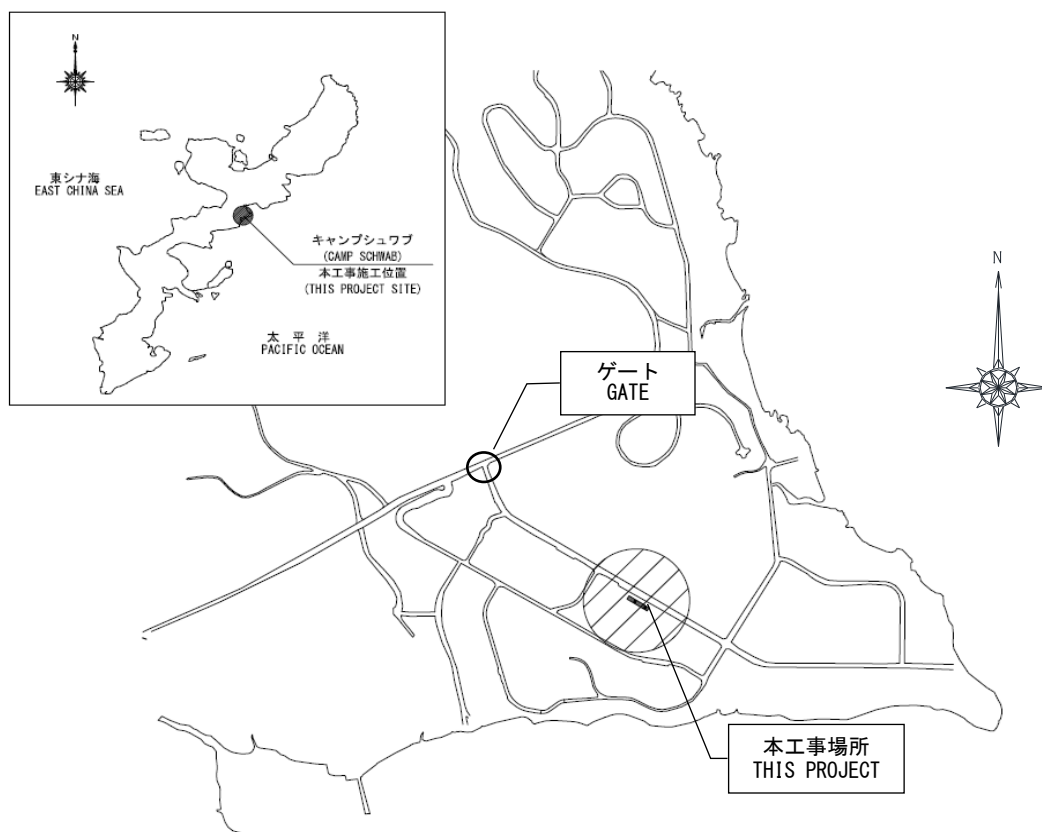 N
東シナ海
EAST CHINA SEA
キャンプシュワブ
(CAMP SCHWAB)
本工事施工位置
(THIS PROJECT SITE)
太 平 洋
PACIFIC OCEAN
N
ゲート
GATE
本工事場所
THIS PROJECT